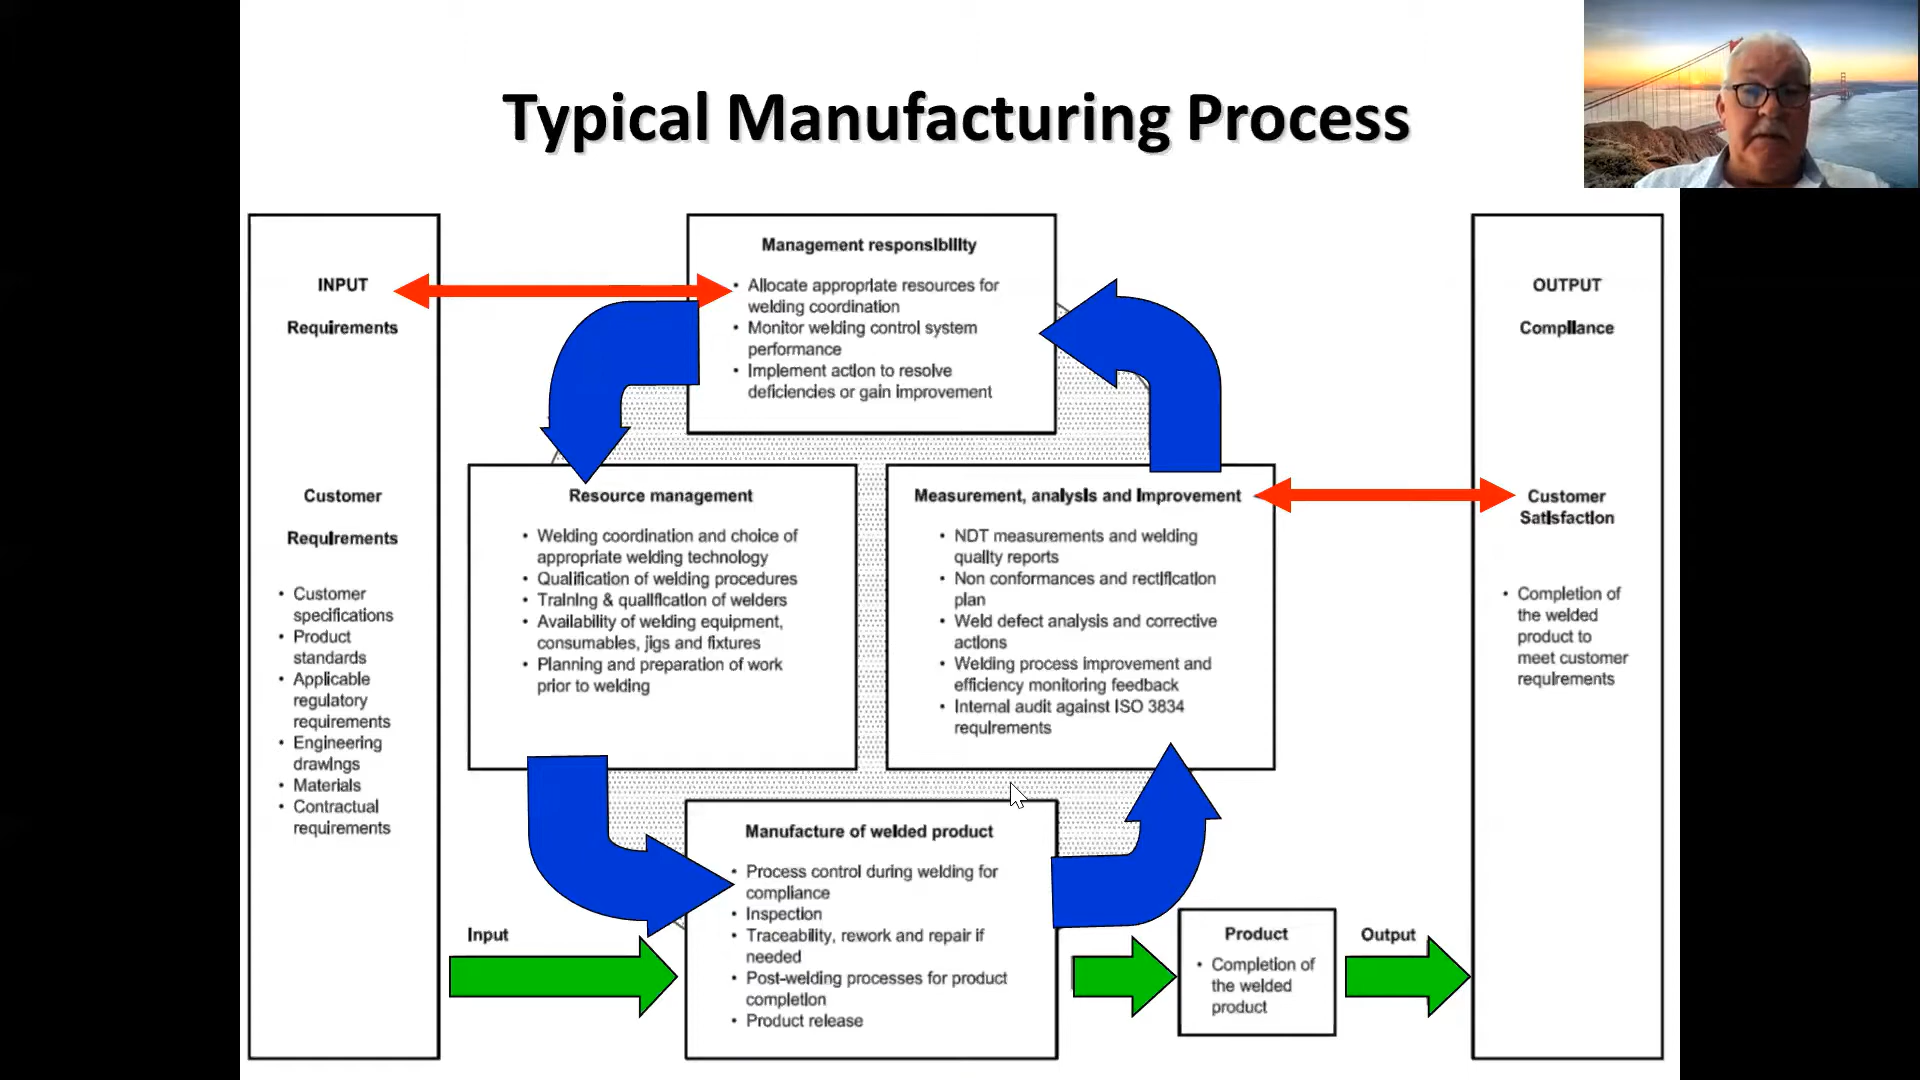 Typical Manufacturing Process
INPUT
Requirements
Customer
Requirements
• Customer
specifications
• Product
standards
• Applicable
regulatory
requirements
• Engineering
drawings
• Materials
• Contractual
requirements
Management responsibility
• Allocate appropriate resources for
welding coordination
• Monitor welding control system
performance
• Implement action to resolve
deficiencies or gain improvement
Resource management
• Welding coordination and choice of
appropriate welding technology
• Qualification of welding procedures
• Training & qualification of welders
• Availability of welding equipment,
consumables, jigs and fixtures
• Planning and preparation of work
prior to welding
Measurement, analysis and Improvement
• NDT measurements and welding
quality reports
• Non conformances and rectification
plan
• Weld defect analysis and corrective
actions
• Welding process improvement and
efficiency monitoring feedback
• Internal audit against ISO 3834
requirements
Input
Manufacture of welded product
• Process control during welding for
compliance
• Inspection
• Traceability, rework and repair if
needed
• Post-welding processes for product
completion
• Product release
Product
• Completion of
the welded
product
Output
OUTPUT
Compliance
Customer
Satisfaction
• Completion of
the welded
product to
meet customer
requirements